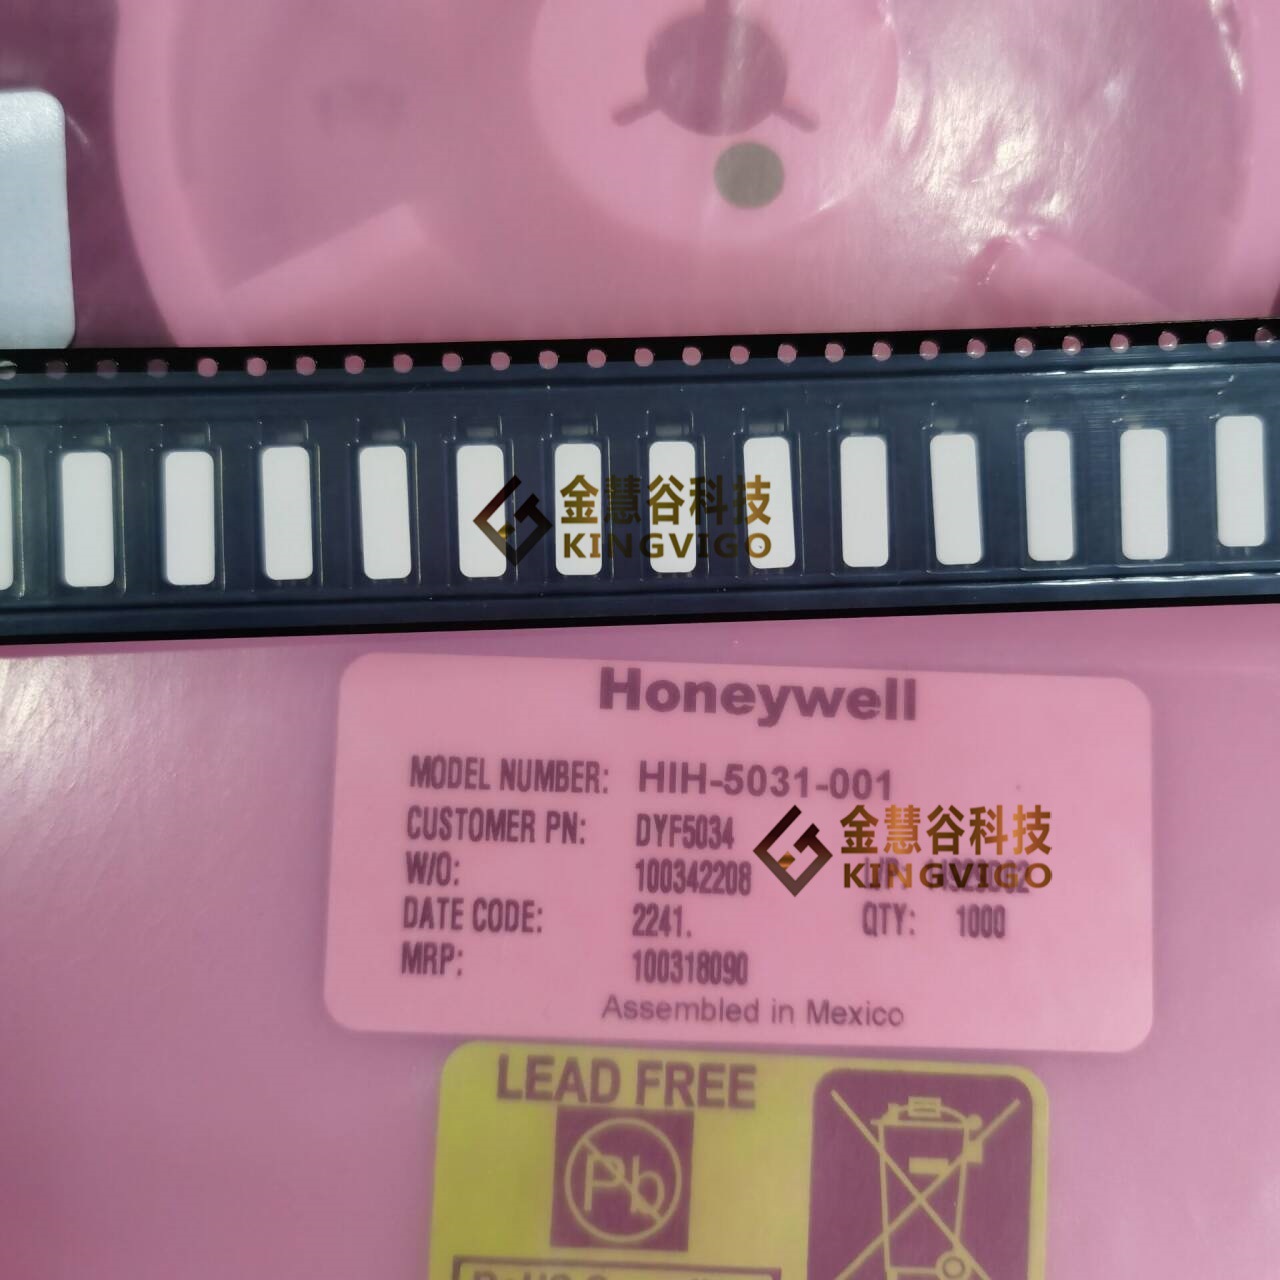 金慧谷科技
KINGVIGO
Honeywell
MODEL NUMBER: HIH-5031-001
CUSTOMER PN: DYF5034
金慧谷科技
KINGVIGO
W/O: 100342208
DATE CODE: 2241. QTY: 1000
MRP: 100318090
Assembled in Mexico
LEAD FREE
Pb